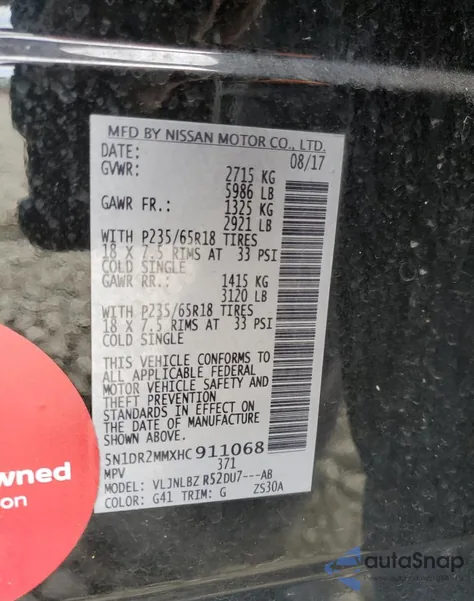 MFD BY NISSAN MOTOR CO., LTD.
DATE: 08/17
GVWR: 2715 KG
5986 LB
GAWR FR.: 1325 KG
2921 LB
WITH P235/65R18 TIRES
18 X 7.5 RIMS AT 33 PSI
COLD SINGLE
GAWR RR.: 1415 KG
3120 LB
WITH P235/65R18 TIRES
18 X 7.5 RIMS AT 33 PSI
COLD SINGLE
THIS VEHICLE CONFORMS TO
ALL APPLICABLE FEDERAL
MOTOR VEHICLE SAFETY AND
THEFT PREVENTION
STANDARDS IN EFFECT ON
THE DATE OF MANUFACTURE
SHOWN ABOVE.
5N1DR2MMXHC911068
MPV 371
MODEL: VLJNLBZ R52DU7---AB
COLOR: G41 TRIM: G ZS30A
wned
on
autaSnap